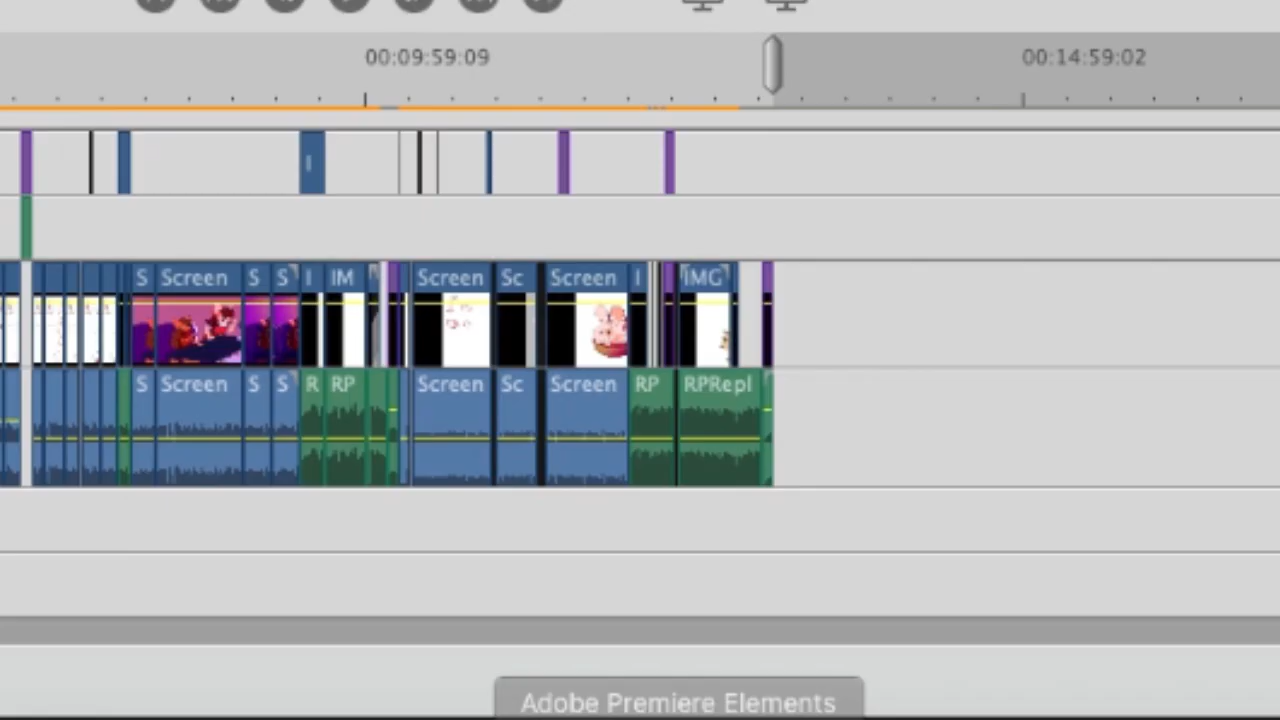 00:09:59:09 00:14:59:02
I
S Screen S S I IM Screen Sc Screen I IMG
S Screen S S R RP Screen Sc Screen RP RPRepl
Adobe Premiere Elements